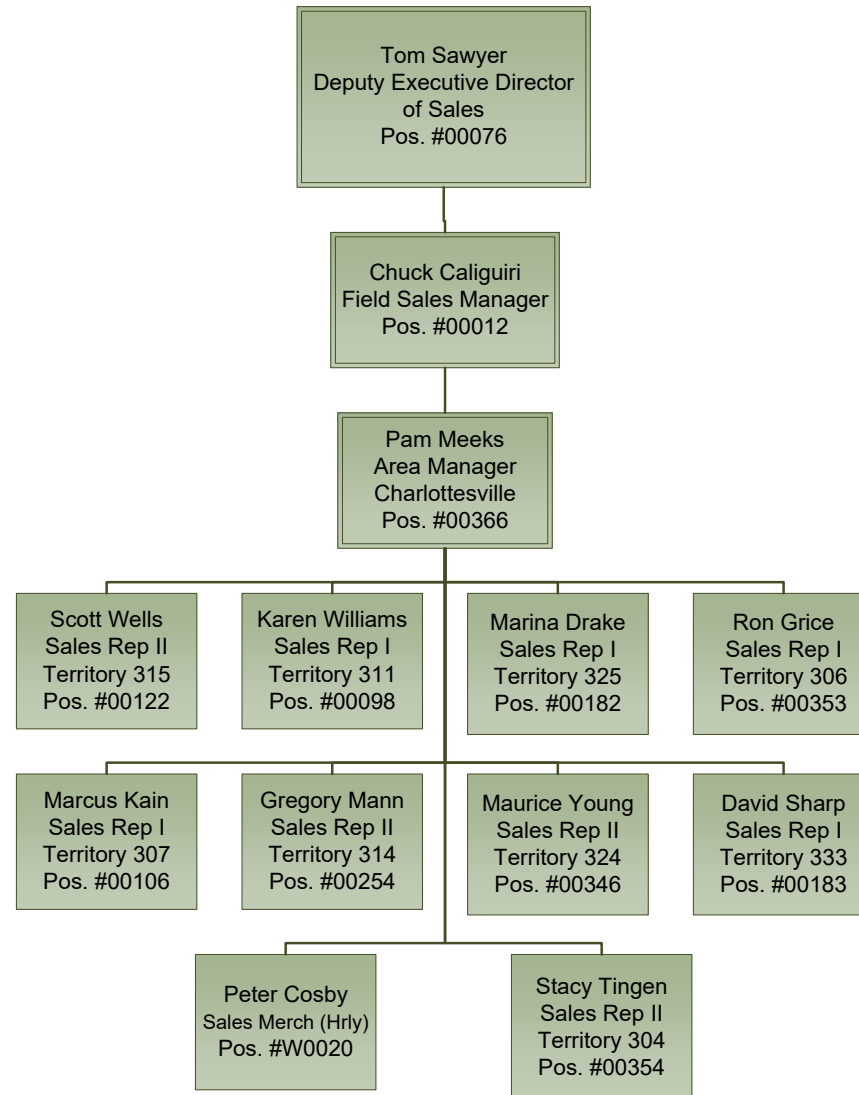 Tom Sawyer
Deputy Executive Director
of Sales
Pos. #00076
Chuck Caliguiri
Field Sales Manager
Pos. #00012
Pam Meeks
Area Manager
Charlottesville
Pos. #00366
Scott Wells
Sales Rep II
Territory 315
Pos. #00122
Karen Williams
Sales Rep I
Territory 311
Pos. #00098
Marina Drake
Sales Rep I
Territory 325
Pos. #00182
Ron Grice
Sales Rep I
Territory 306
Pos. #00353
Marcus Kain
Sales Rep I
Territory 307
Pos. #00106
Gregory Mann
Sales Rep II
Territory 314
Pos. #00254
Maurice Young
Sales Rep II
Territory 324
Pos. #00346
David Sharp
Sales Rep I
Territory 333
Pos. #00183
Peter Cosby
Sales Merch (Hrly)
Pos. #W0020
Stacy Tingen
Sales Rep II
Territory 304
Pos. #00354